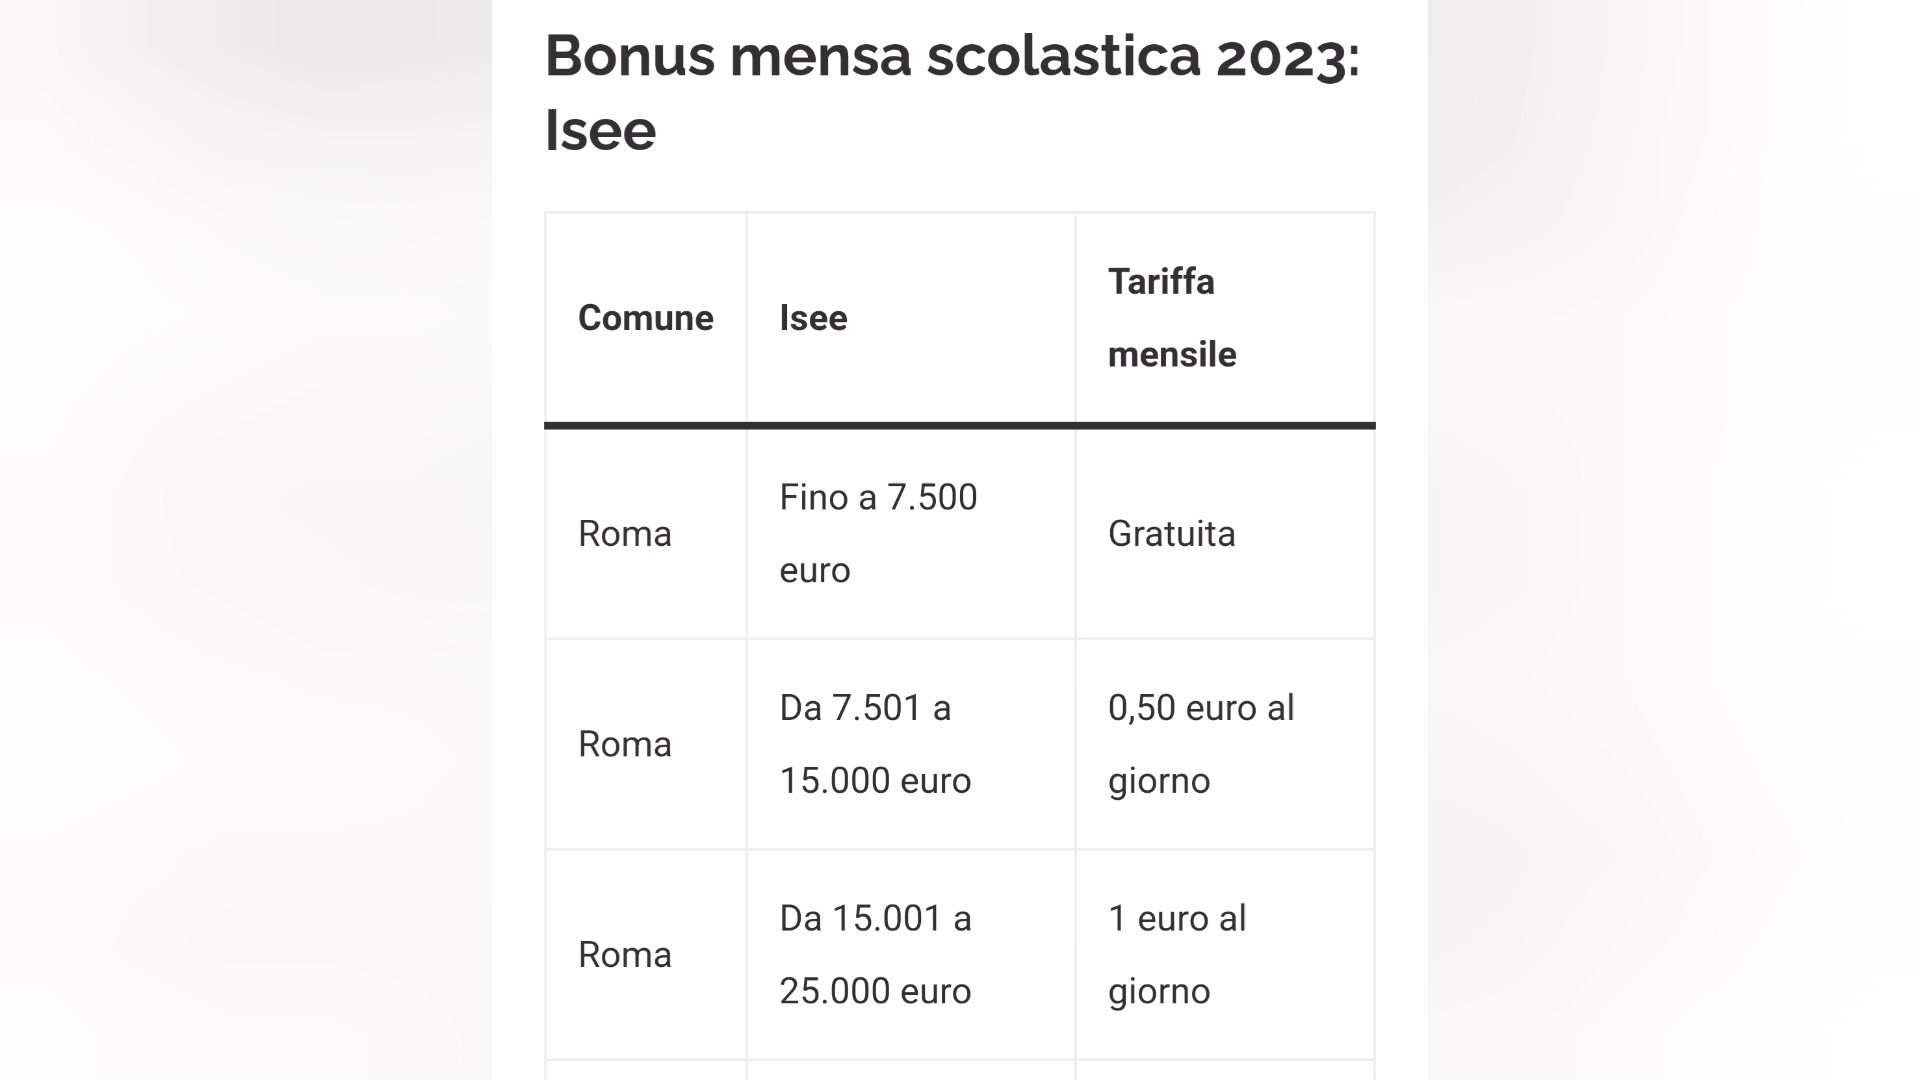 Bonus mensa scolastica 2023:
Isee
Comune
Isee
Tariffa
mensile
Roma
Fino a 7.500
euro
Gratuita
Roma
Da 7.501 a
15.000 euro
0,50 euro al
giorno
Roma
Da 15.001 a
25.000 euro
1 euro al
giorno